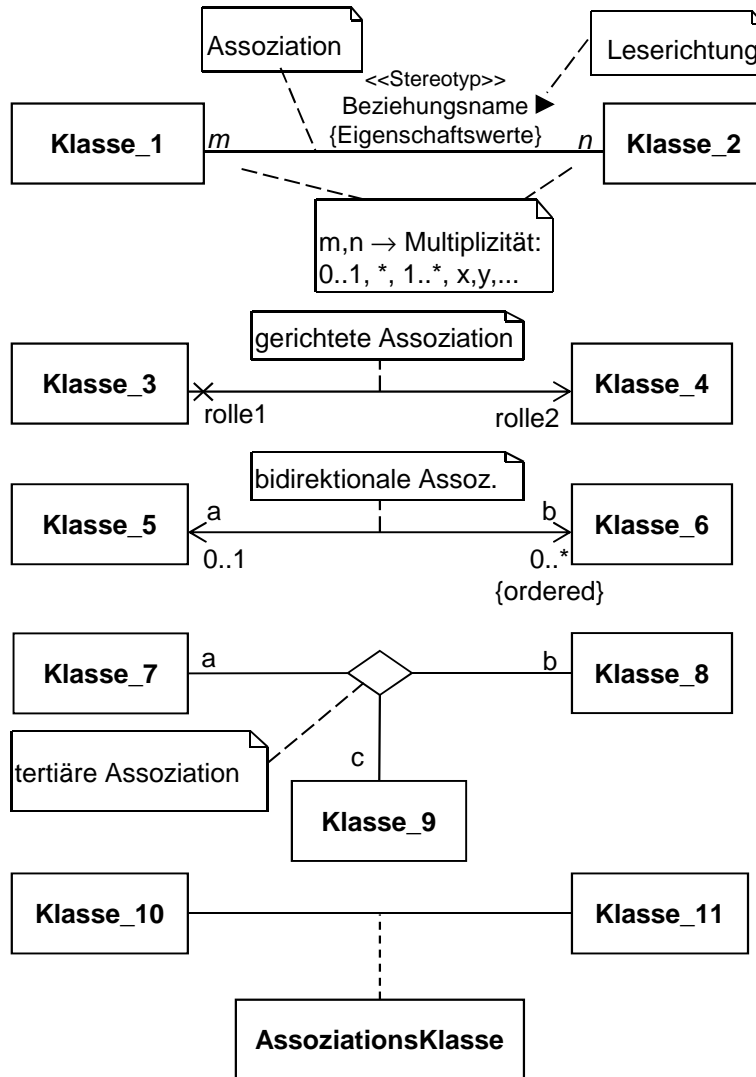 Assoziation
Leserichtung
<<Stereotyp>>
Beziehungsname
{Eigenschaftswerte}
Klasse_1
m
n
Klasse_2
m,n → Multiplizität:
0..1, *, 1..*, x,y,...
gerichtete Assoziation
Klasse_3
Klasse_4
rolle1
rolle2
bidirektionale Assoz.
Klasse_5
a
b
Klasse_6
0..1
0..*
{ordered}
Klasse_7
a
b
Klasse_8
tertiäre Assoziation
c
Klasse_9
Klasse_10
Klasse_11
AssoziationsKlasse